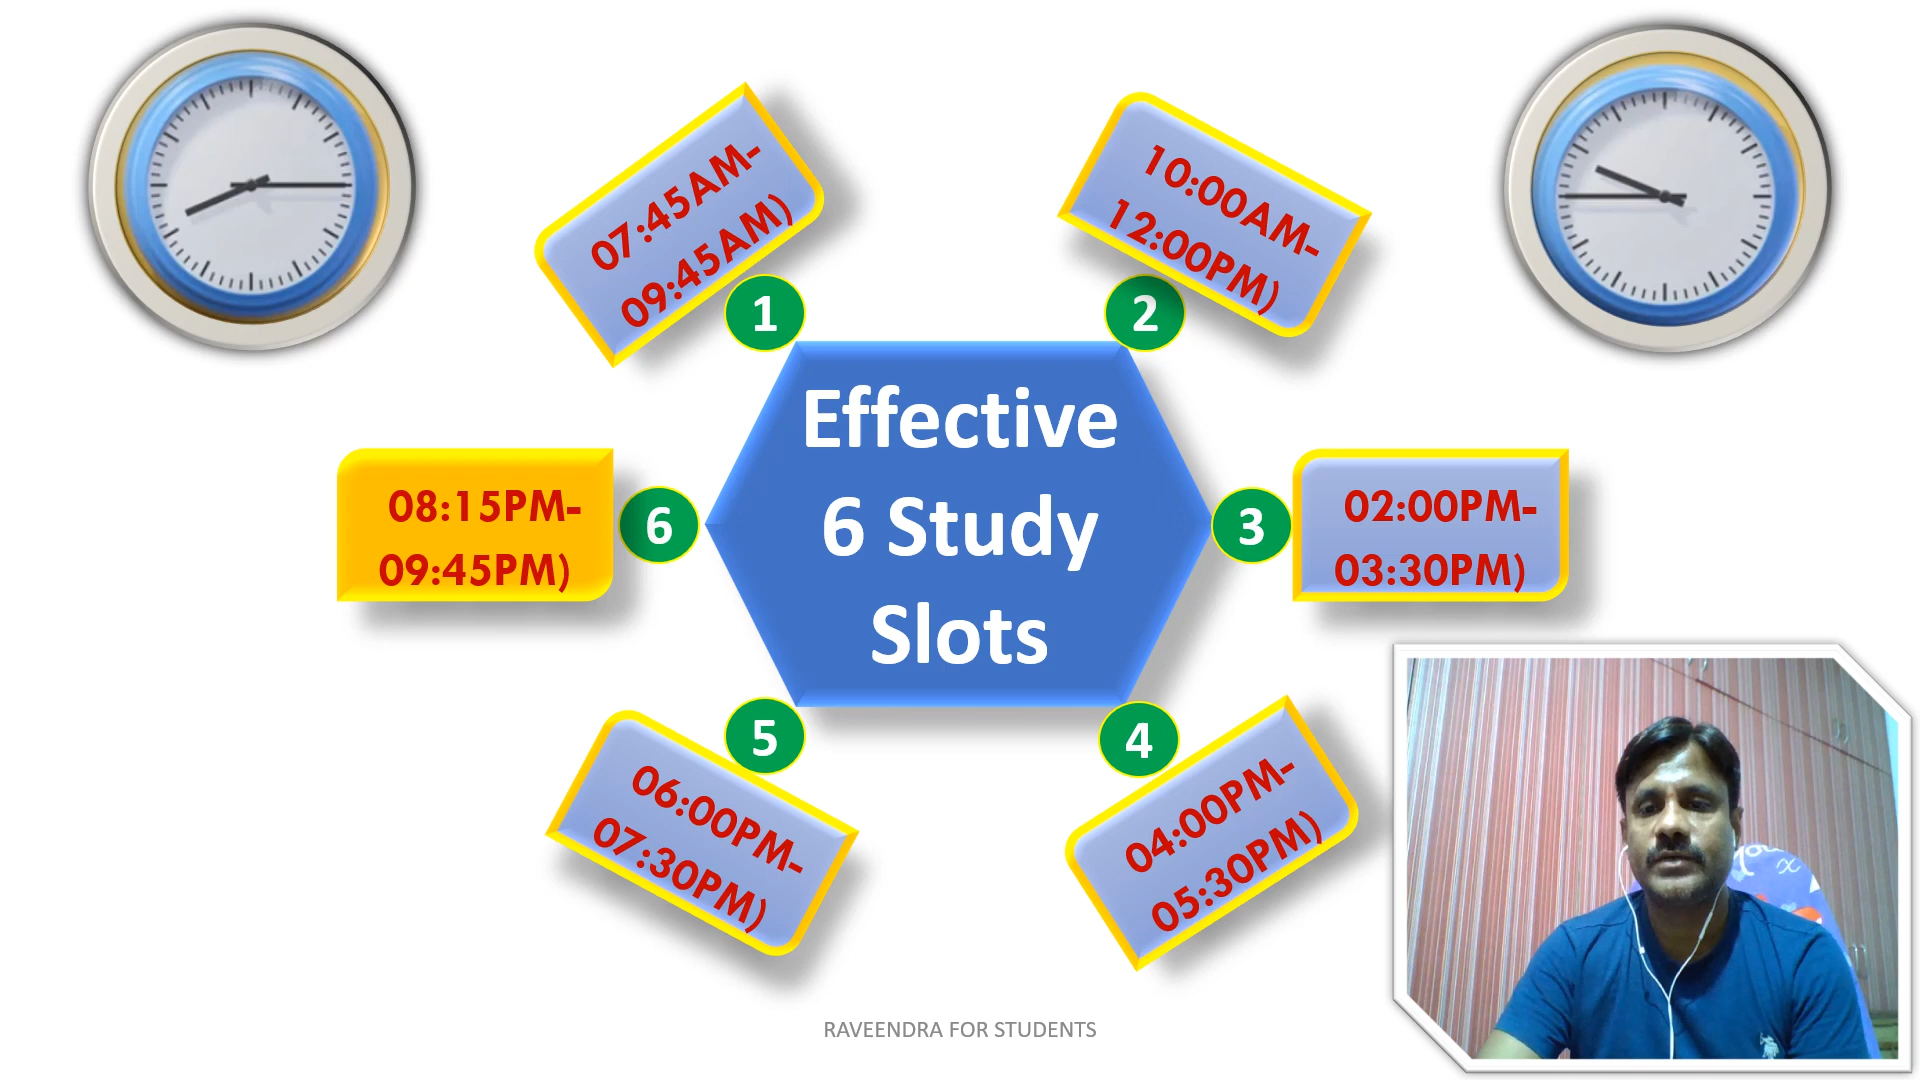 07:45AM-
09:45AM)
1
10:00AM-
12:00PM)
2
Effective
6 Study
Slots
08:15PM-
09:45PM)
6
3
02:00PM-
03:30PM)
5
06:00PM-
07:30PM)
4
04:00PM-
05:30PM)
you
x
RAVEENDRA FOR STUDENTS